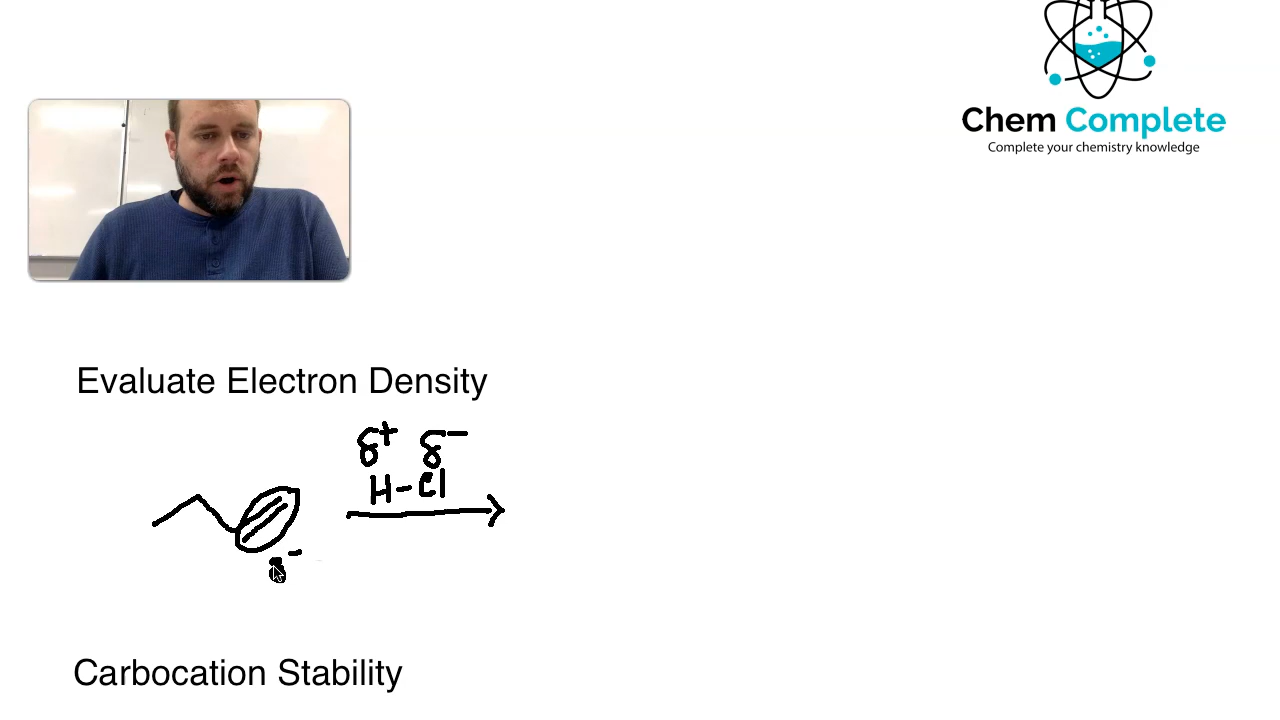 Chem Complete
Complete your chemistry knowledge
Evaluate Electron Density
δ+ δ−
H-Cl
δ−
Carbocation Stability